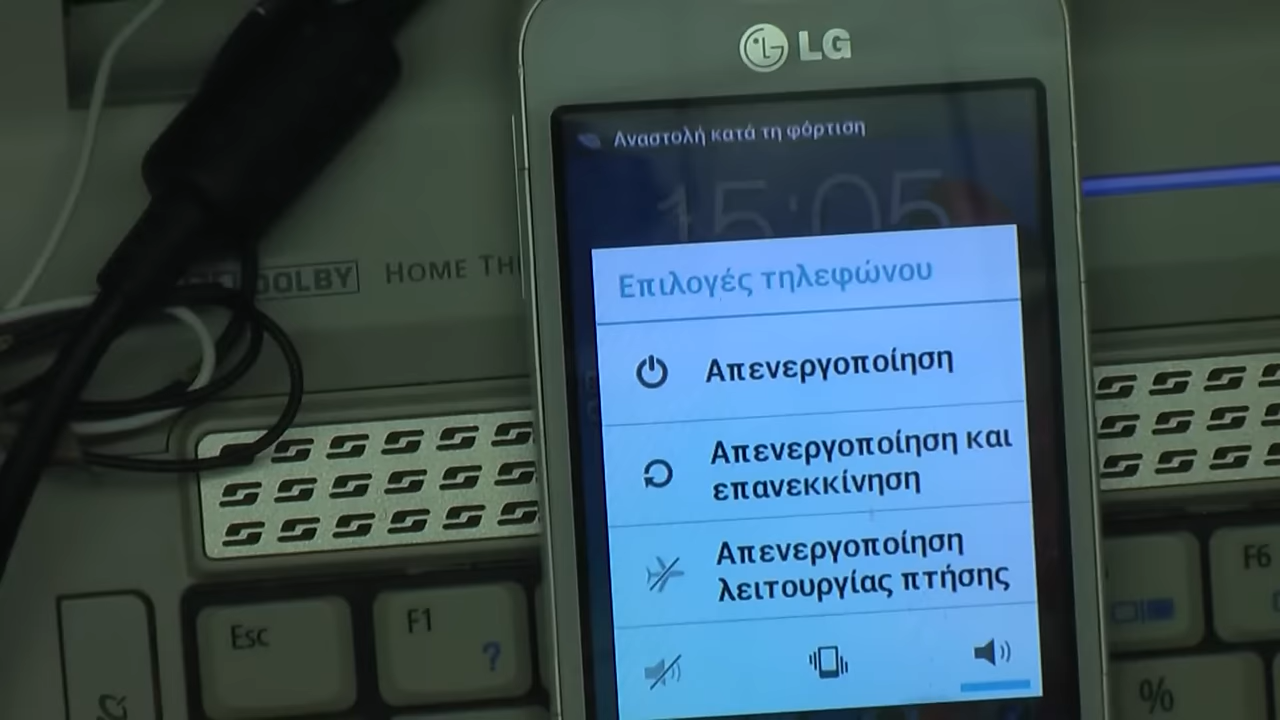 LG
Αναστολή κατά τη φόρτιση
15:05
DOLBY
HOME TH
Επιλογές τηλεφώνου
Απενεργοποίηση
Απενεργοποίηση και
επανεκκίνηση
Απενεργοποίηση
λειτουργίας πτήσης
Esc
F1
?
F6
%